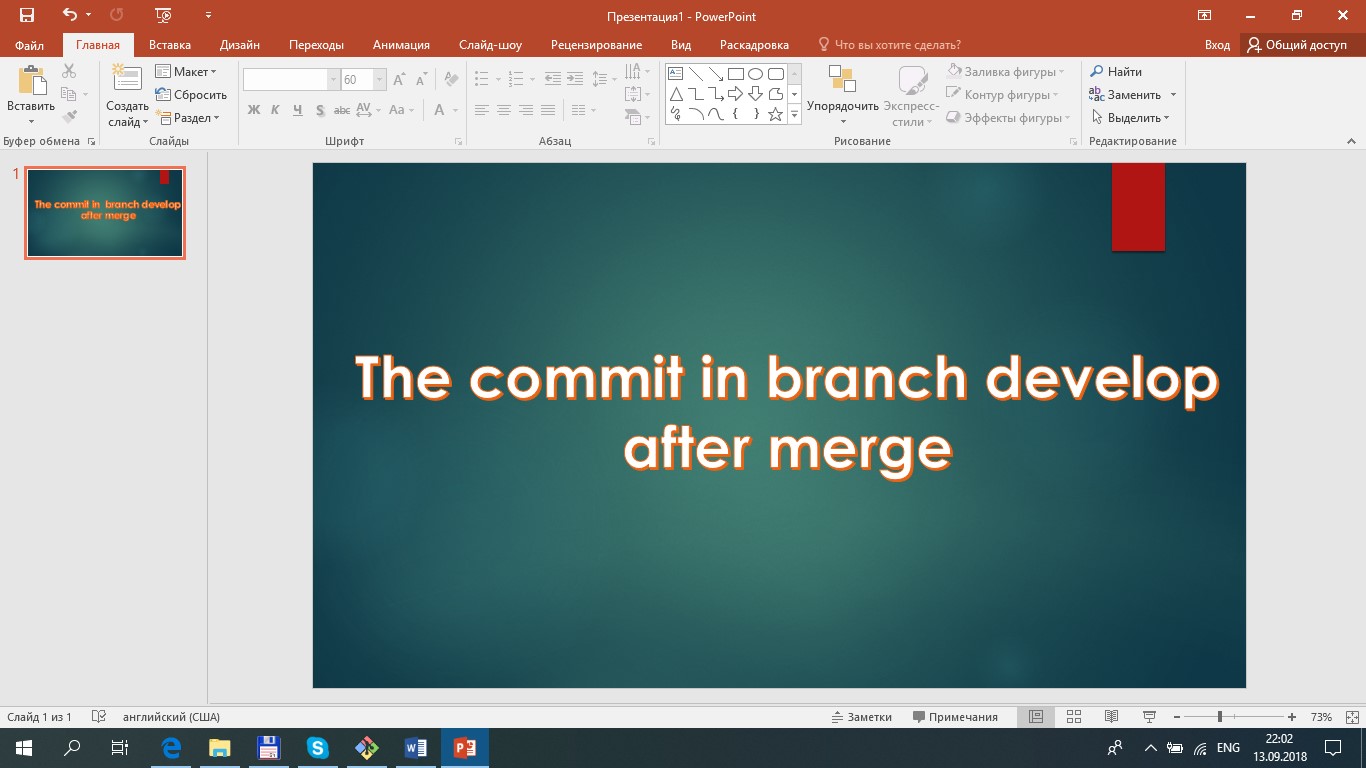 Презентация1 - PowerPoint
Файл Главная Вставка Дизайн Переходы Анимация Слайд-шоу Рецензирование Вид Раскадровка Что вы хотите сделать? Вход Общий доступ
Вставить
Буфер обмена
Создать слайд
Макет
Сбросить
Раздел
Слайды
60
Ж К Ч S abc AV Aa A
Шрифт
Абзац
Упорядочить
Экспресс-стили
Заливка фигуры
Контур фигуры
Эффекты фигуры
Рисование
Найти
Заменить
Выделить
Редактирование
1
The commit in branch develop
after merge
The commit in branch develop
after merge
Слайд 1 из 1 английский (США) Заметки Примечания 73%
ENG
22:02
13.09.2018